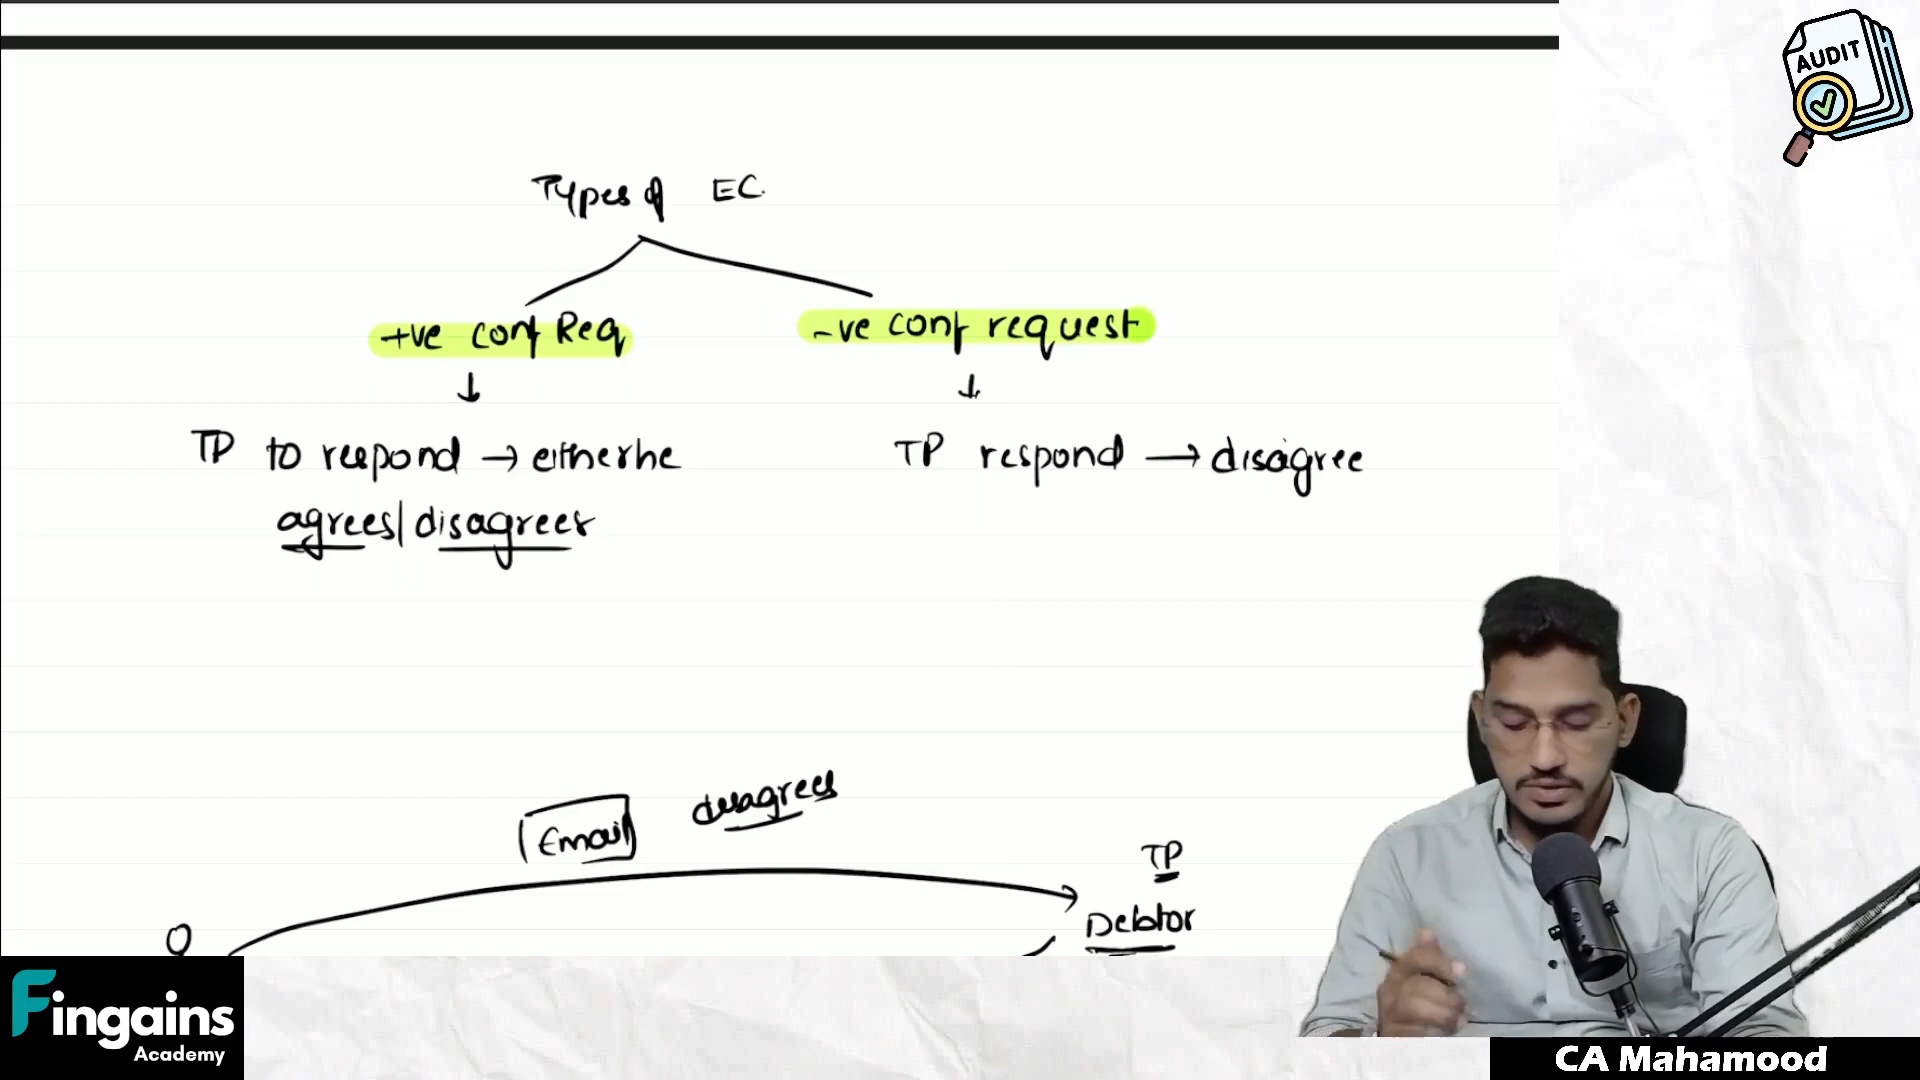 AUDIT
Types of EC.
+ve conf Req
-ve conf request
↓
↓
TP to respond → either he
agrees/disagrees
TP respond → disagree
Email
disagrees
TP
Debtor
Fingains
Academy
CA Mahamood